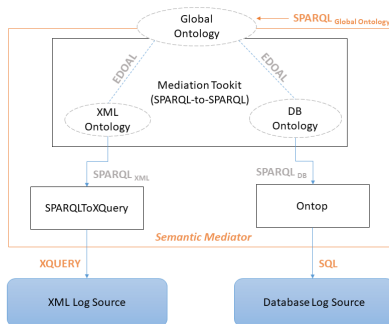 Global
Ontology
SPARQL Global Ontology
EDOAL
EDOAL
Mediation Tookit
(SPARQL-to-SPARQL)
XML
Ontology
DB
Ontology
SPARQL XML
SPARQL DB
SPARQLToXQuery
Ontop
Semantic Mediator
XQUERY
SQL
XML Log Source
Database Log Source